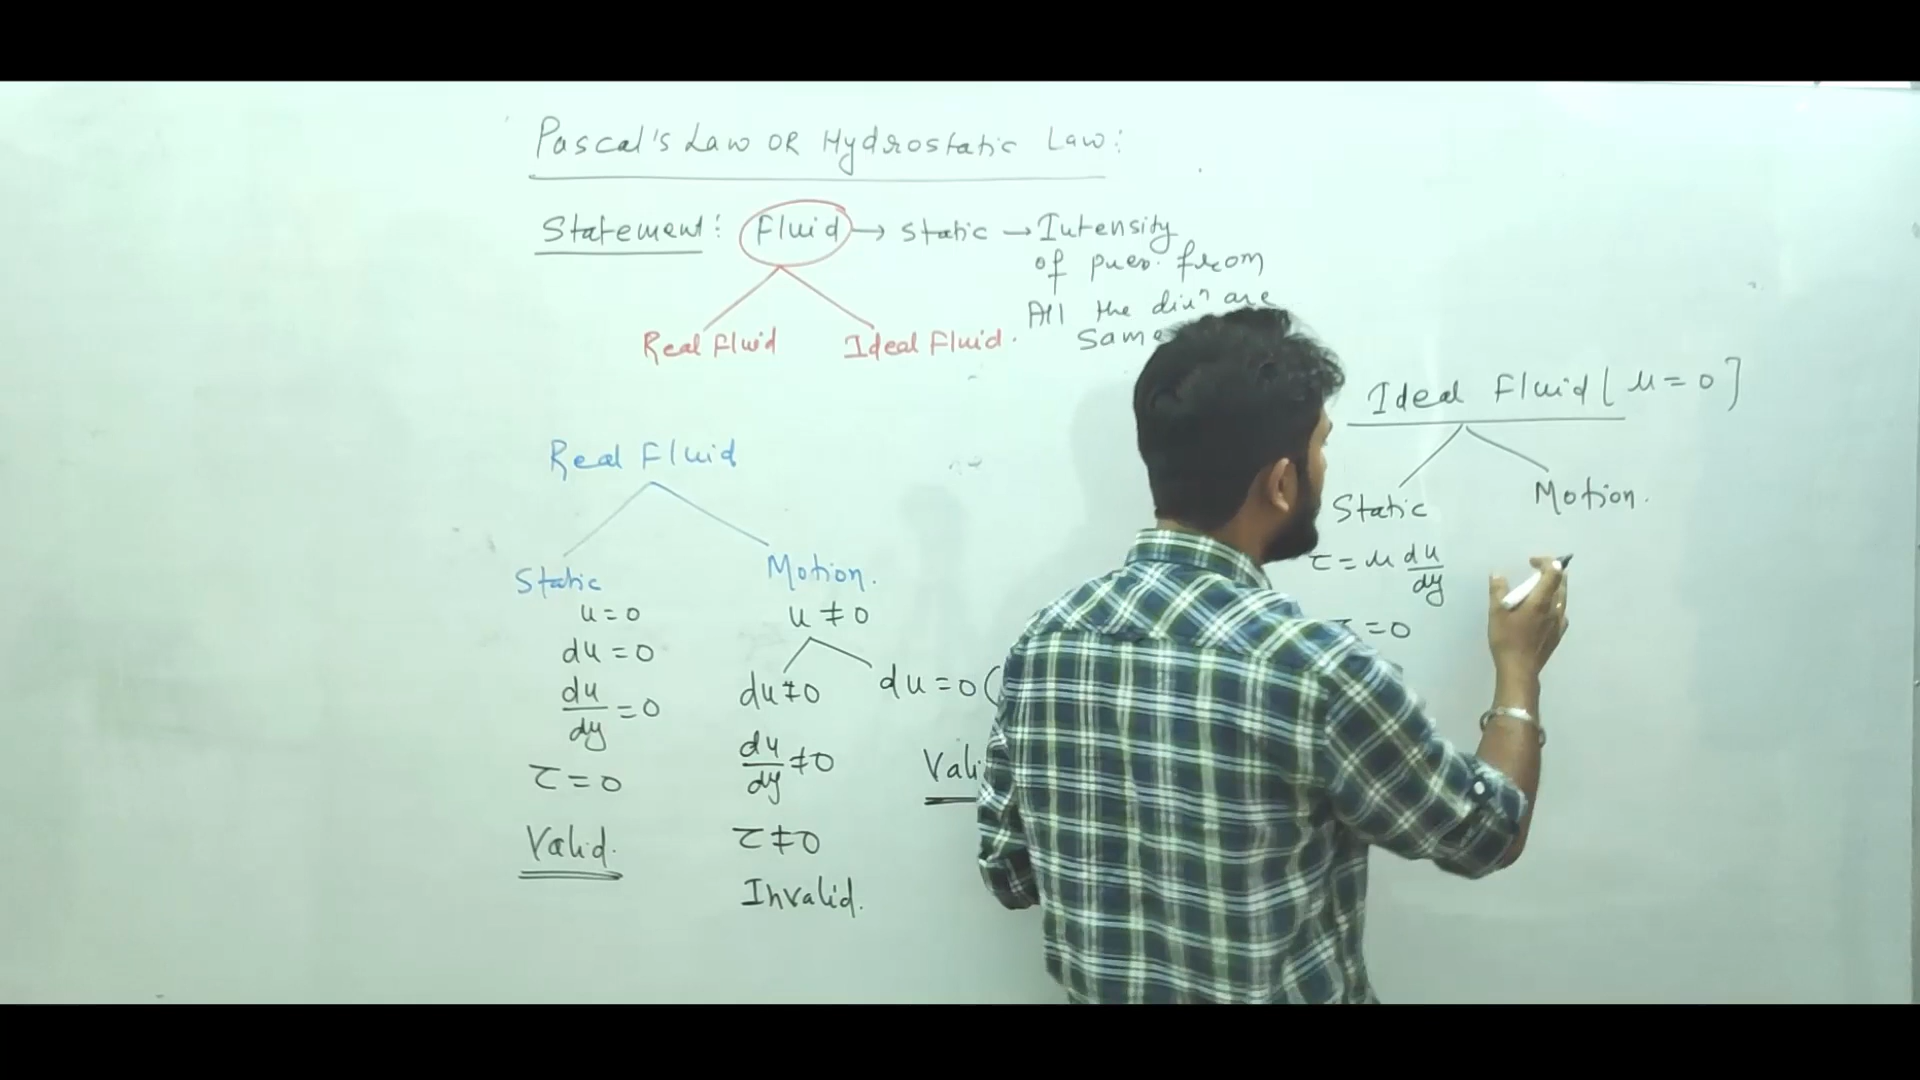 Pascal's Law OR Hydrostatic Law:
Statement: Fluid → Static → Intensity
of pres. from
All the dirn are
Same
Real Fluid
Ideal Fluid.
Ideal Fluid [μ = 0]
Static
Motion.
τ = μ du/dy
= 0
Real Fluid
Static
u = 0
du = 0
du/dy = 0
τ = 0
Valid.
Motion.
u ≠ 0
du ≠ 0
du/dy ≠ 0
τ ≠ 0
Invalid.
du = 0 (
Vali